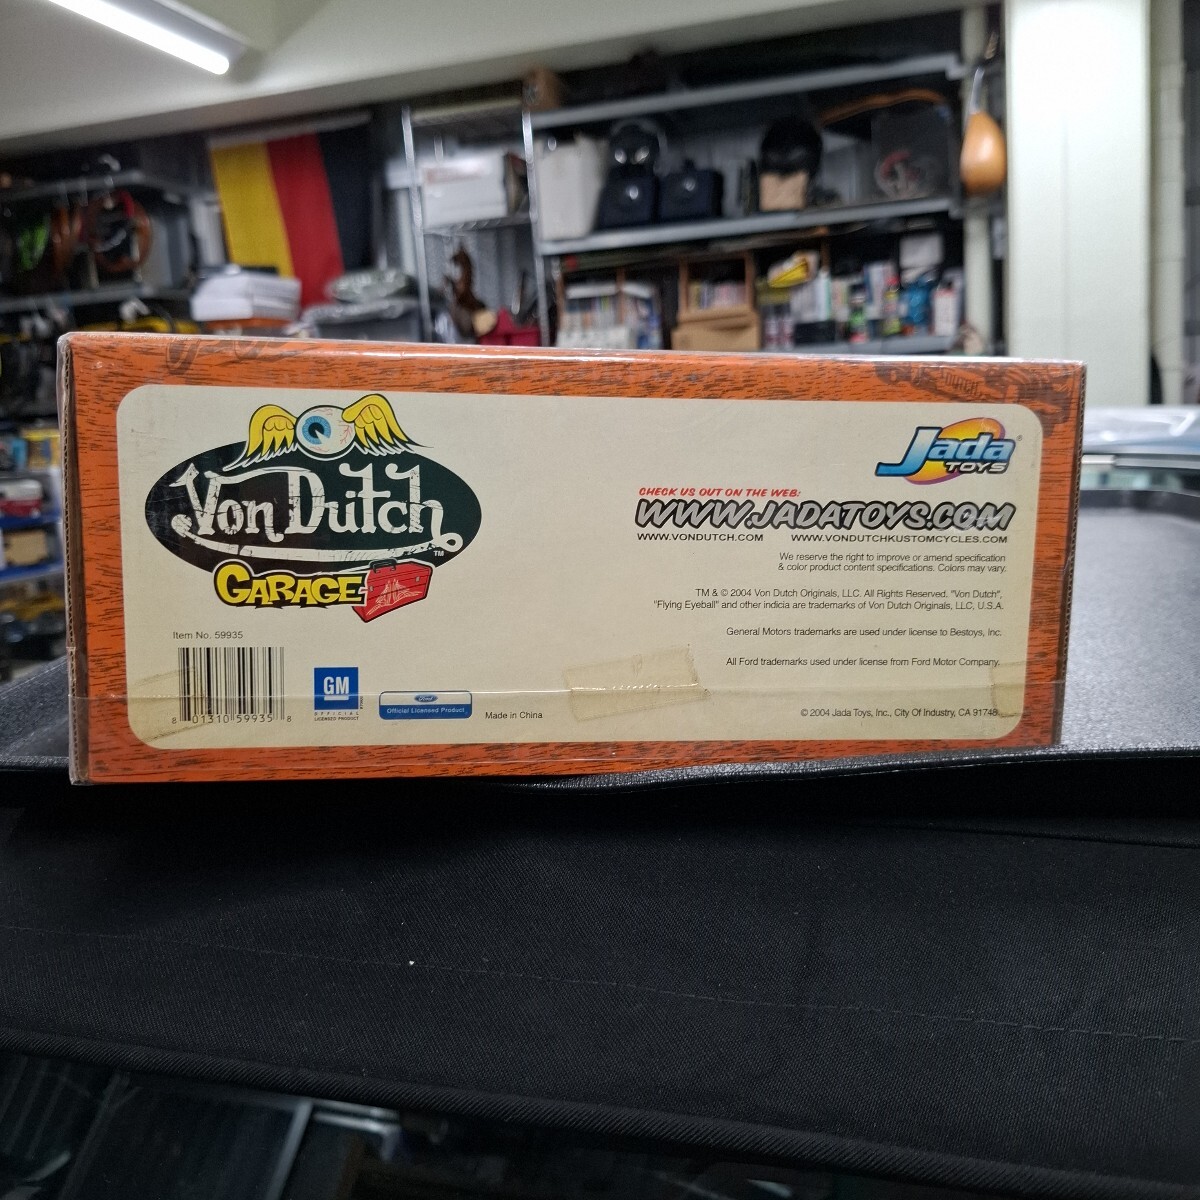 Von Dutch
TM
GARAGE
Item No. 59935
8 01310 59935 8
GM
OFFICIAL
LICENSED PRODUCT
Ford
Official Licensed Product
Made in China
Jada
TOYS
CHECK US OUT ON THE WEB:
WWW.JADATOYS.COM
WWW.VONDUTCH.COM WWW.VONDUTCHKUSTOMCYCLES.COM
We reserve the right to improve or amend specification
& color product content specifications. Colors may vary.
TM & © 2004 Von Dutch Originals, LLC. All Rights Reserved. "Von Dutch",
"Flying Eyeball" and other indicia are trademarks of Von Dutch Originals, LLC, U.S.A.
General Motors trademarks are used under license to Bestoys, Inc.
All Ford trademarks used under license from Ford Motor Company.
© 2004 Jada Toys, Inc., City Of Industry, CA 91748